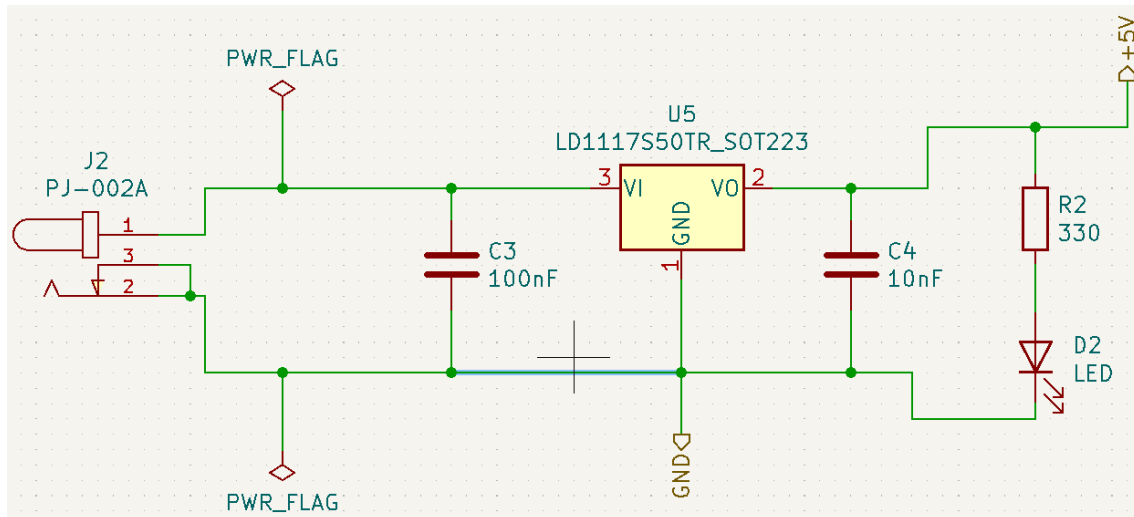 +5V
PWR_FLAG
U5
LD1117S50TR_SOT223
J2
PJ-002A
3 VI VO 2
GND
1
1
3
2
C3
100nF
C4
10nF
R2
330
D2
LED
GND
PWR_FLAG